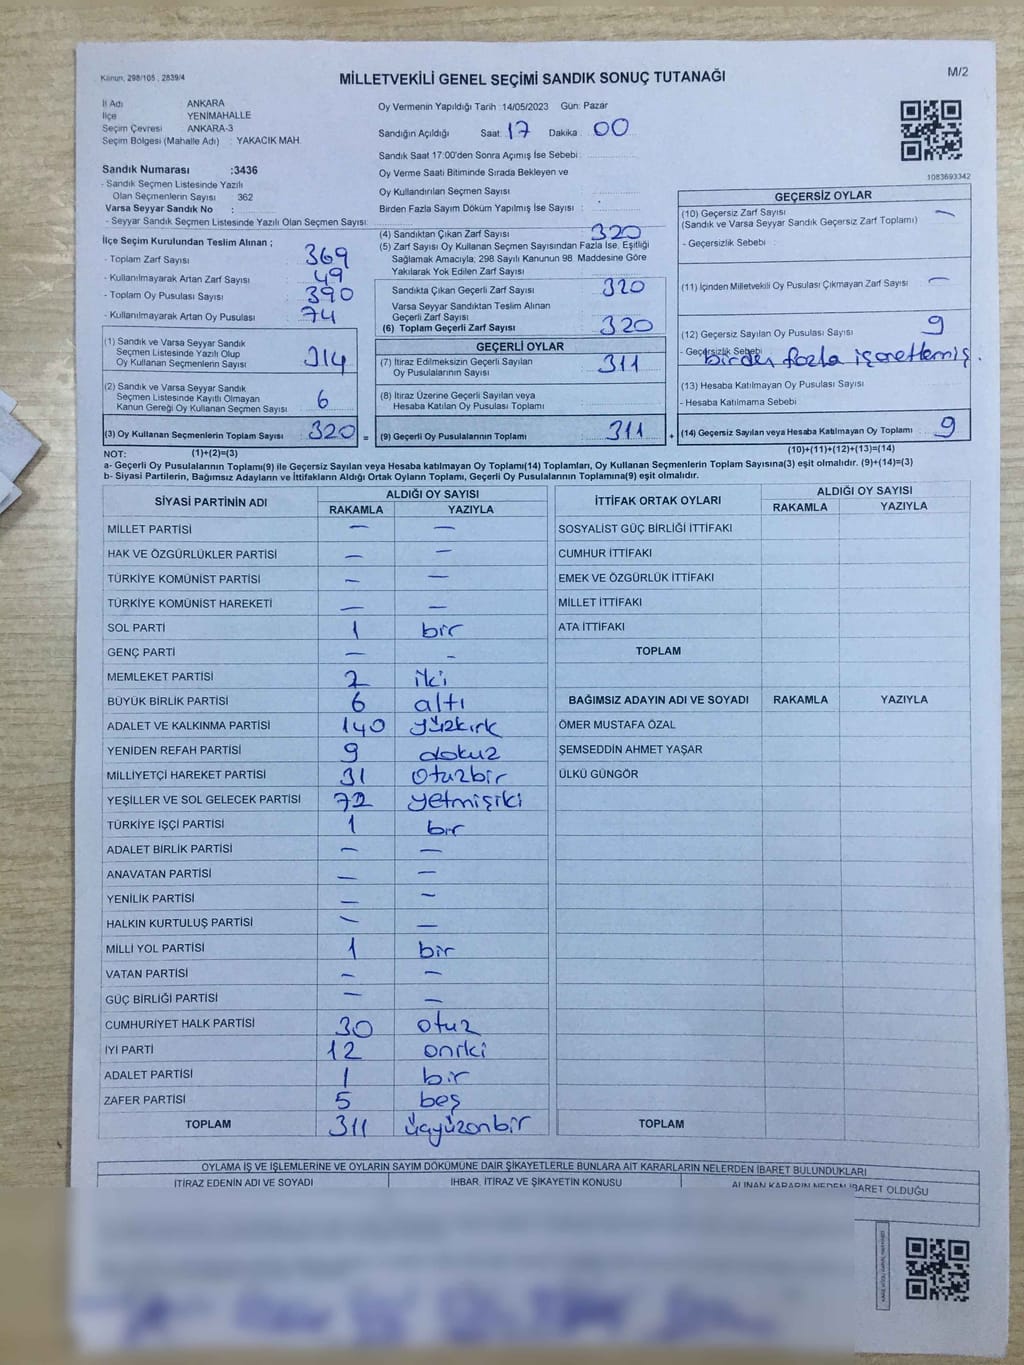 Kanun, 298/105 , 2839/4
MİLLETVEKİLİ GENEL SEÇİMİ SANDIK SONUÇ TUTANAĞI
M/2
İl Adı ANKARA
İlçe YENİMAHALLE
Seçim Çevresi ANKARA-3
Seçim Bölgesi (Mahalle Adı) : YAKACIK MAH.
Sandık Numarası :3436
- Sandık Seçmen Listesinde Yazılı
Olan Seçmenlerin Sayısı : 362
Varsa Seyyar Sandık No :
- Seyyar Sandık Seçmen Listesinde Yazılı Olan Seçmen Sayısı:
Oy Vermenin Yapıldığı Tarih :14/05/2023 Gün: Pazar
Sandığın Açıldığı Saat: 17 Dakika : 00
Sandık Saat 17:00'den Sonra Açımış İse Sebebi :
Oy Verme Saati Bitiminde Sırada Bekleyen ve
Oy Kullandırılan Seçmen Sayısı :
Birden Fazla Sayım Döküm Yapılmış İse Sayısı :
1083693342
İlçe Seçim Kurulundan Teslim Alınan ;
- Toplam Zarf Sayısı : 369
- Kullanılmayarak Artan Zarf Sayısı : 49
- Toplam Oy Pusulası Sayısı : 390
- Kullanılmayarak Artan Oy Pusulası : 74
(1) Sandık ve Varsa Seyyar Sandık
Seçmen Listesinde Yazılı Olup
Oy Kullanan Seçmenlerin Sayısı : 314
(2) Sandık ve Varsa Seyyar Sandık
Seçmen Listesinde Kayıtlı Olmayan
Kanun Gereği Oy Kullanan Seçmen Sayısı : 6
(3) Oy Kullanan Seçmenlerin Toplam Sayısı : 320 =
(4) Sandıktan Çıkan Zarf Sayısı : 320
(5) Zarf Sayısı Oy Kullanan Seçmen Sayısından Fazla İse, Eşitliği
Sağlamak Amacıyla, 298 Sayılı Kanunun 98. Maddesine Göre
Yakılarak Yok Edilen Zarf Sayısı :
Sandıkta Çıkan Geçerli Zarf Sayısı : 320
Varsa Seyyar Sandıktan Teslim Alınan
Geçerli Zarf Sayısı :
(6) Toplam Geçerli Zarf Sayısı : 320
GEÇERLİ OYLAR
(7) İtiraz Edilmeksizin Geçerli Sayılan
Oy Pusulalarının Sayısı : 311
(8) İtiraz Üzerine Geçerli Sayılan veya
Hesaba Katılan Oy Pusulası Toplamı :
(9) Geçerli Oy Pusulalarının Toplamı : 311 +
GEÇERSİZ OYLAR
(10) Geçersiz Zarf Sayısı : —
(Sandık ve Varsa Seyyar Sandık Geçersiz Zarf Toplamı)
- Geçersizlik Sebebi :
(11) İçinden Milletvekili Oy Pusulası Çıkmayan Zarf Sayısı : —
(12) Geçersiz Sayılan Oy Pusulası Sayısı : 9
- Geçersizlik Sebebi birden fazla işaretlemiş.
(13) Hesaba Katılmayan Oy Pusulası Sayısı :
- Hesaba Katılmama Sebebi :
(14) Geçersiz Sayılan veya Hesaba Katılmayan Oy Toplamı : 9
NOT: (1)+(2)=(3) (10)+(11)+(12)+(13)=(14)
a- Geçerli Oy Pusulalarının Toplamı(9) ile Geçersiz Sayılan veya Hesaba katılmayan Oy Toplamı(14) Toplamları, Oy Kullanan Seçmenlerin Toplam Sayısına(3) eşit olmalıdır. (9)+(14)=(3)
b- Siyasi Partilerin, Bağımsız Adayların ve İttifakların Aldığı Ortak Oyların Toplamı, Geçerli Oy Pusulalarının Toplamına(9) eşit olmalıdır.
SİYASİ PARTİNİN ADI ALDIĞI OY SAYISI
RAKAMLA YAZIYLA
MİLLET PARTİSİ — —
HAK VE ÖZGÜRLÜKLER PARTİSİ — —
TÜRKİYE KOMÜNİST PARTİSİ — —
TÜRKİYE KOMÜNİST HAREKETİ — —
SOL PARTİ 1 bir
GENÇ PARTİ — —
MEMLEKET PARTİSİ 2 iki
BÜYÜK BİRLİK PARTİSİ 6 altı
ADALET VE KALKINMA PARTİSİ 140 yüzkırk
YENİDEN REFAH PARTİSİ 9 dokuz
MİLLİYETÇİ HAREKET PARTİSİ 31 otuzbir
YEŞİLLER VE SOL GELECEK PARTİSİ 72 yetmişiki
TÜRKİYE İŞÇİ PARTİSİ 1 bir
ADALET BİRLİK PARTİSİ — —
ANAVATAN PARTİSİ — —
YENİLİK PARTİSİ — —
HALKIN KURTULUŞ PARTİSİ — —
MİLLİ YOL PARTİSİ 1 bir
VATAN PARTİSİ — —
GÜÇ BİRLİĞİ PARTİSİ — —
CUMHURİYET HALK PARTİSİ 30 otuz
İYİ PARTİ 12 oniki
ADALET PARTİSİ 1 bir
ZAFER PARTİSİ 5 beş
TOPLAM 311 üçyüzonbir
İTTİFAK ORTAK OYLARI ALDIĞI OY SAYISI
RAKAMLA YAZIYLA
SOSYALİST GÜÇ BİRLİĞİ İTTİFAKI
CUMHUR İTTİFAKI
EMEK VE ÖZGÜRLÜK İTTİFAKI
MİLLET İTTİFAKI
ATA İTTİFAKI
TOPLAM
BAĞIMSIZ ADAYIN ADI VE SOYADI RAKAMLA YAZIYLA
ÖMER MUSTAFA ÖZAL
ŞEMSEDDİN AHMET YAŞAR
ÜLKÜ GÜNGÖR
TOPLAM
OYLAMA İŞ VE İŞLEMLERİNE VE OYLARIN SAYIM DÖKÜMÜNE DAİR ŞİKAYETLERLE BUNLARA AİT KARARLARIN NELERDEN İBARET BULUNDUKLARI
İTİRAZ EDENİN ADI VE SOYADI İHBAR, İTİRAZ VE ŞİKAYETİN KONUSU ALINAN KARARIN NEDEN İBARET OLDUĞU